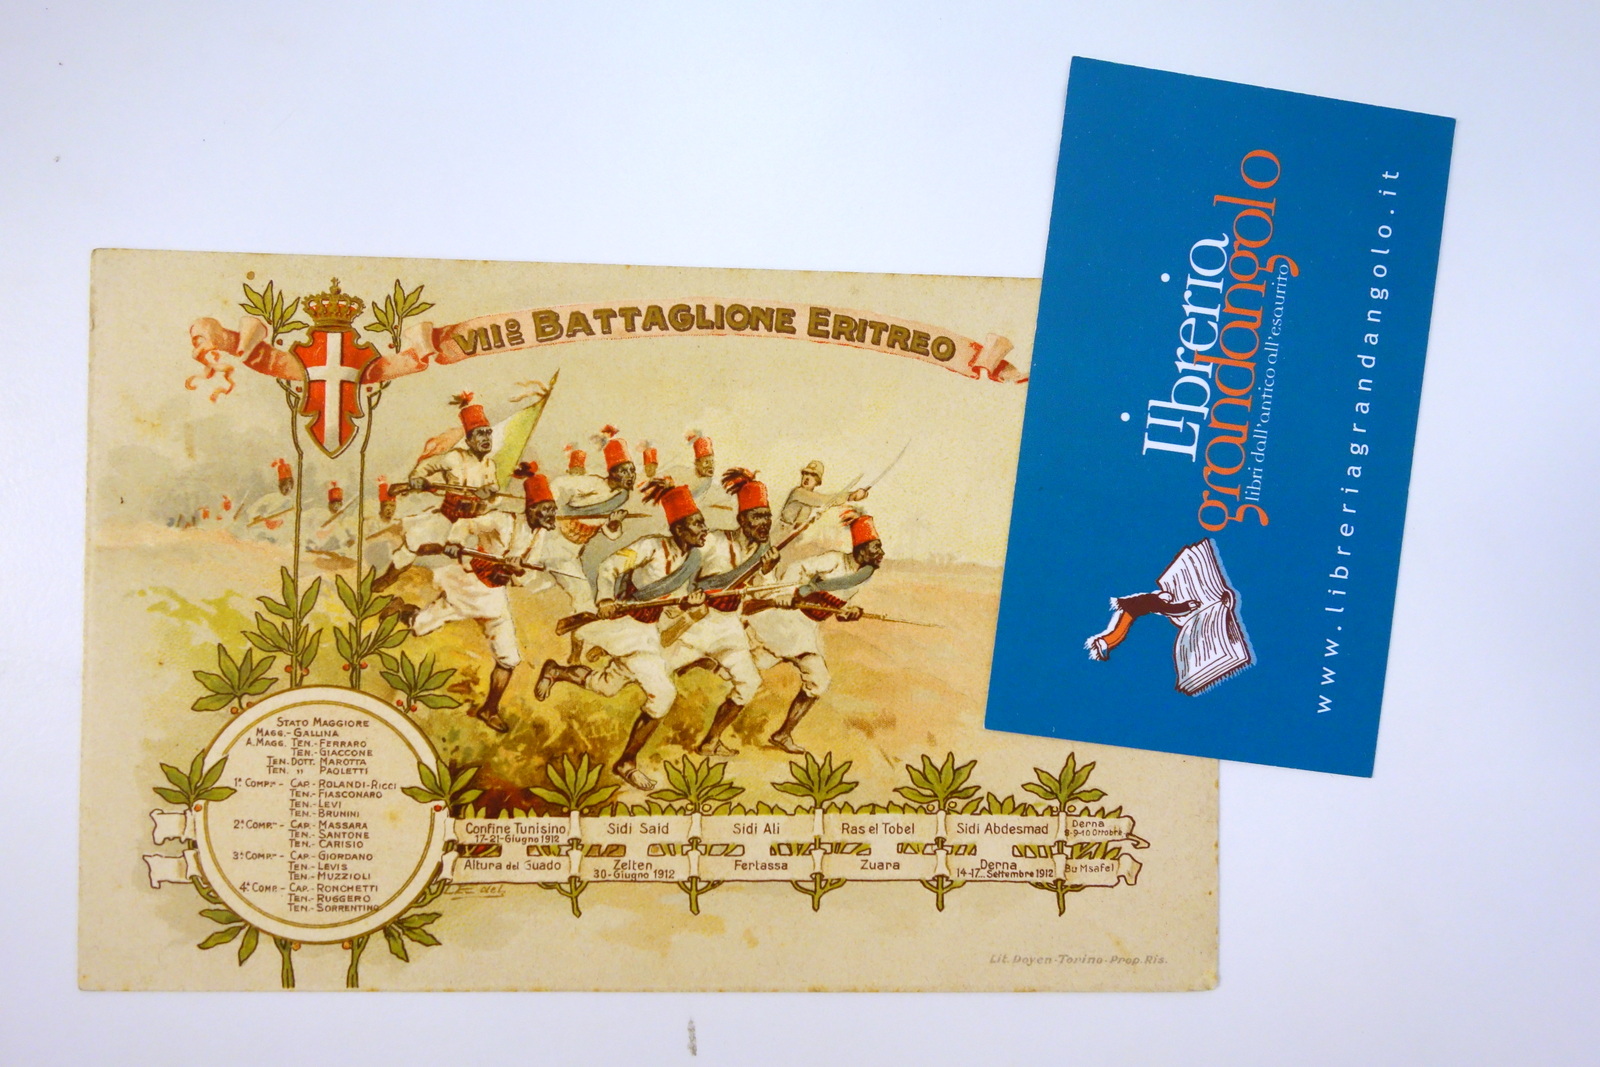 VIIº BATTAGLIONE ERITREO
STATO MAGGIORE
MAGG.- GALLINA
A.MAGG. TEN.- FERRARO
TEN.- GIACCONE
TEN. DOTT. MAROTTA
TEN. " PAOLETTI
1ª COMP.- - CAP.- ROLANDI-RICCI
TEN.- FIASCONARO
TEN.- LEVI
TEN.- BRUNINI
2ª COMP.- - CAP.- MASSARA
TEN.- SANTONE
TEN.- CARISIO
3ª COMP.- - CAP.- GIORDANO
TEN.- LEVIS
TEN.- MUZZIOLI
4ª COMP. - CAP.- RONCHETTI
TEN.- RUGGERO
TEN.- SORRENTINO
Confine Tunisino
17-21-Giugno 1912
Sidi Said
Sidi Ali
Ras el Tobel
Sidi Abdesmad
Derna
8-9-10 Ottobre
Altura del Guado
Zelten
30-Giugno 1912
Fertassa
Zuara
Derna
14-17.. Settembre 1912
Bu Msafel
Lit. Doyen-Torino-Prop. Ris.
Libreria
grandangolo
libri dall'antico all'esaurito
www.libreriagrandangolo.it